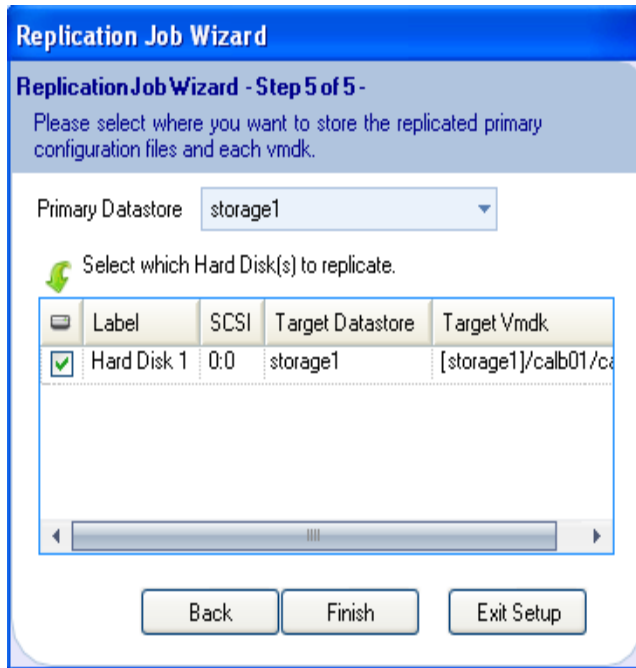 Replication Job Wizard
Replication Job Wizard - Step 5 of 5 -
Please select where you want to store the replicated primary
configuration files and each vmdk.
Primary Datastore storage1
Select which Hard Disk(s) to replicate.
Label SCSI Target Datastore Target Vmdk
Hard Disk 1 0:0 storage1 [storage1]/calb01/ca
Back Finish Exit Setup